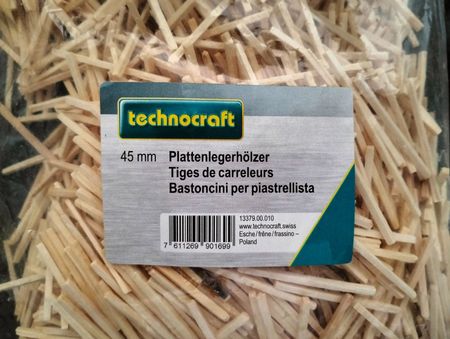 technocraft
45 mm Plattenlegerhölzer
Tiges de carreleurs
Bastoncini per piastrellista
13379.00.010
www.technocraft.swiss
Esche/frêne/frassino –
Poland
7 611269 901699